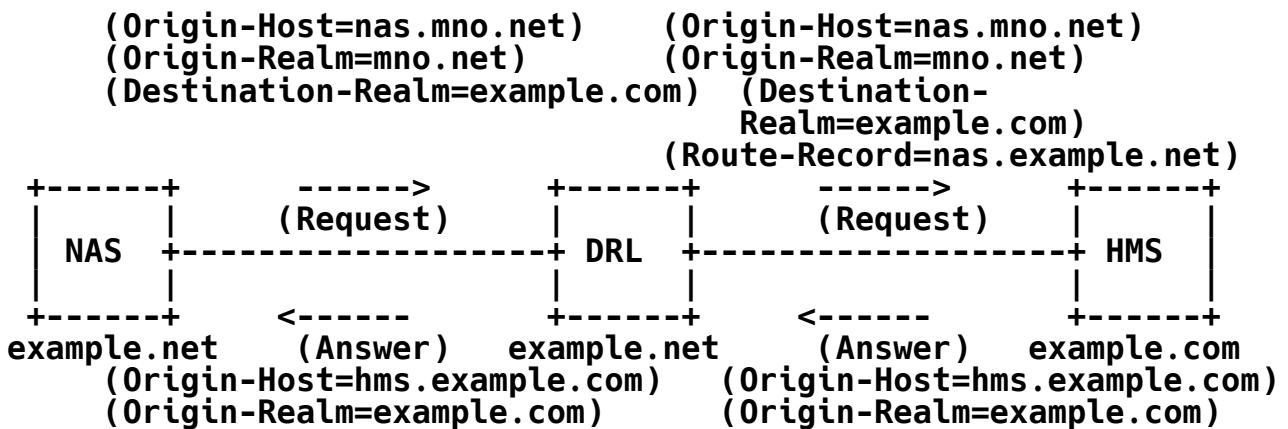 (Origin-Host=nas.mno.net) (Origin-Host=nas.mno.net)
(Origin-Realm=mno.net) (Origin-Realm=mno.net)
(Destination-Realm=example.com) (Destination-
Realm=example.com)
(Route-Record=nas.example.net)
+------+ ------> +------+ ------> +------+
| | (Request) | | (Request) | |
| NAS +-------------------+ DRL +-------------------+ HMS |
| | | | | |
+------+ <------ +------+ <------ +------+
example.net (Answer) example.net (Answer) example.com
(Origin-Host=hms.example.com) (Origin-Host=hms.example.com)
(Origin-Realm=example.com) (Origin-Realm=example.com)